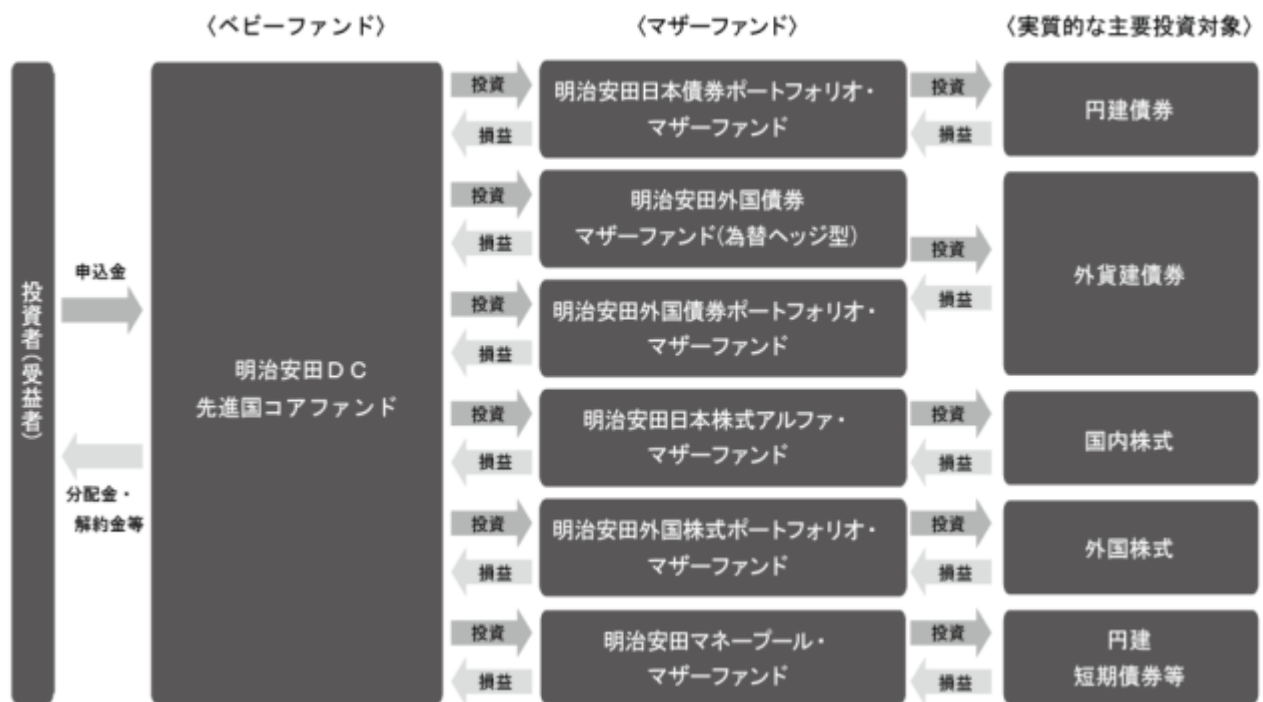 〈ベビーファンド〉
〈マザーファンド〉
〈実質的な主要投資対象〉
投資者(受益者)
申込金
分配金・
解約金等
明治安田DC
先進国コアファンド
投資
損益
明治安田日本債券ポートフォリオ・
マザーファンド
投資
損益
円建債券
投資
損益
明治安田外国債券
マザーファンド(為替ヘッジ型)
投資
損益
明治安田外国債券ポートフォリオ・
マザーファンド
投資
損益
外貨建債券
投資
損益
明治安田日本株式アルファ・
マザーファンド
投資
損益
国内株式
投資
損益
明治安田外国株式ポートフォリオ・
マザーファンド
投資
損益
外国株式
投資
損益
明治安田マネープール・
マザーファンド
投資
損益
円建
短期債券等